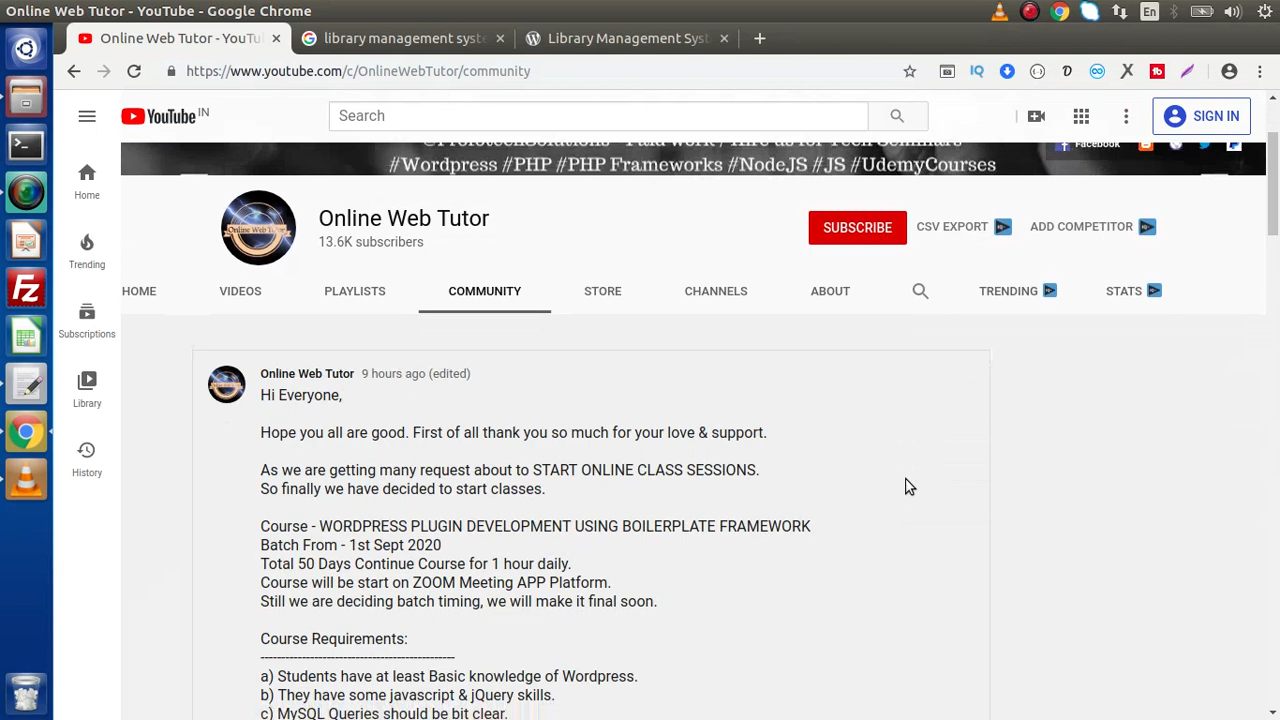 Online Web Tutor - YouTube - Google Chrome
En
Online Web Tutor - YouTu
library management syst
Library Management Sys
https://www.youtube.com/c/OnlineWebTutor/community
IQ
YouTube IN
Search
SIGN IN
#Wordpress #PHP #PHP Frameworks #NodeJS #JS #UdemyCourses
Facebook
Home
Trending
Subscriptions
Library
History
Online Web Tutor
13.6K subscribers
SUBSCRIBE
CSV EXPORT
ADD COMPETITOR
HOME
VIDEOS
PLAYLISTS
COMMUNITY
STORE
CHANNELS
ABOUT
TRENDING
STATS
Online Web Tutor 9 hours ago (edited)
Hi Everyone,
Hope you all are good. First of all thank you so much for your love & support.
As we are getting many request about to START ONLINE CLASS SESSIONS.
So finally we have decided to start classes.
Course - WORDPRESS PLUGIN DEVELOPMENT USING BOILERPLATE FRAMEWORK
Batch From - 1st Sept 2020
Total 50 Days Continue Course for 1 hour daily.
Course will be start on ZOOM Meeting APP Platform.
Still we are deciding batch timing, we will make it final soon.
Course Requirements:
---------------------------------------------
a) Students have at least Basic knowledge of Wordpress.
b) They have some javascript & jQuery skills.
c) MySQL Queries should be bit clear.